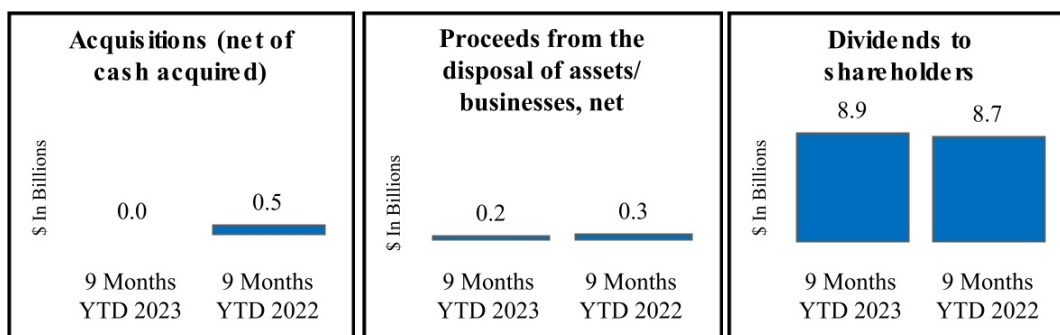 Acquisitions (net of
cash acquired)
$ In Billions
0.0
0.5
9 Months
YTD 2023
9 Months
YTD 2022
Proceeds from the
disposal of assets/
businesses, net
$ In Billions
0.2
0.3
9 Months
YTD 2023
9 Months
YTD 2022
Dividends to
shareholders
$ In Billions
8.9
8.7
9 Months
YTD 2023
9 Months
YTD 2022